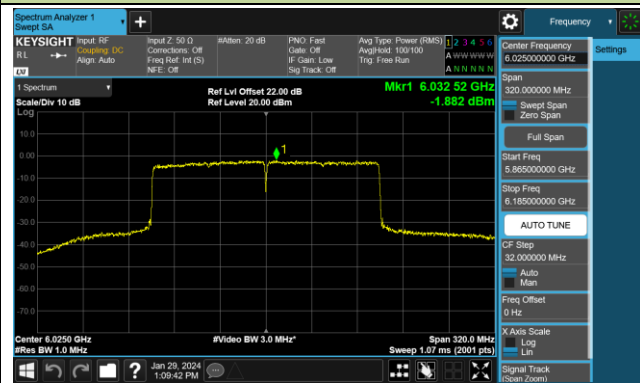 Spectrum Analyzer 1
Swept SA
Frequency
KEYSIGHT
RL
Input: RF
Coupling: DC
Align: Auto
Input Z: 50 Ω
Corrections: Off
Freq Ref: Int (S)
NFE: Off
#Atten: 20 dB
PNO: Fast
Gate: Off
IF Gain: Low
Sig Track: Off
Avg Type: Power (RMS)
Avg|Hold: 100/100
Trig: Free Run
1 2 3 4 5 6
A W W W W W
A N N N N N
LXI
1 Spectrum
Scale/Div 10 dB
Log
Ref Lvl Offset 22.00 dB
Ref Level 20.00 dBm
Mkr1 6.032 52 GHz
-1.882 dBm
1
10.0
0.00
-10.0
-20.0
-30.0
-40.0
-50.0
-60.0
-70.0
Center 6.0250 GHz
#Res BW 1.0 MHz
#Video BW 3.0 MHz*
Span 320.0 MHz
Sweep 1.07 ms (2001 pts)
Jan 29, 2024
1:09:42 PM
?
Center Frequency
6.025000000 GHz
Settings
Span
320.000000 MHz
Swept Span
Zero Span
Full Span
Start Freq
5.865000000 GHz
Stop Freq
6.185000000 GHz
AUTO TUNE
CF Step
32.000000 MHz
Auto
Man
Freq Offset
0 Hz
X Axis Scale
Log
Lin
Signal Track
(Span Zoom)